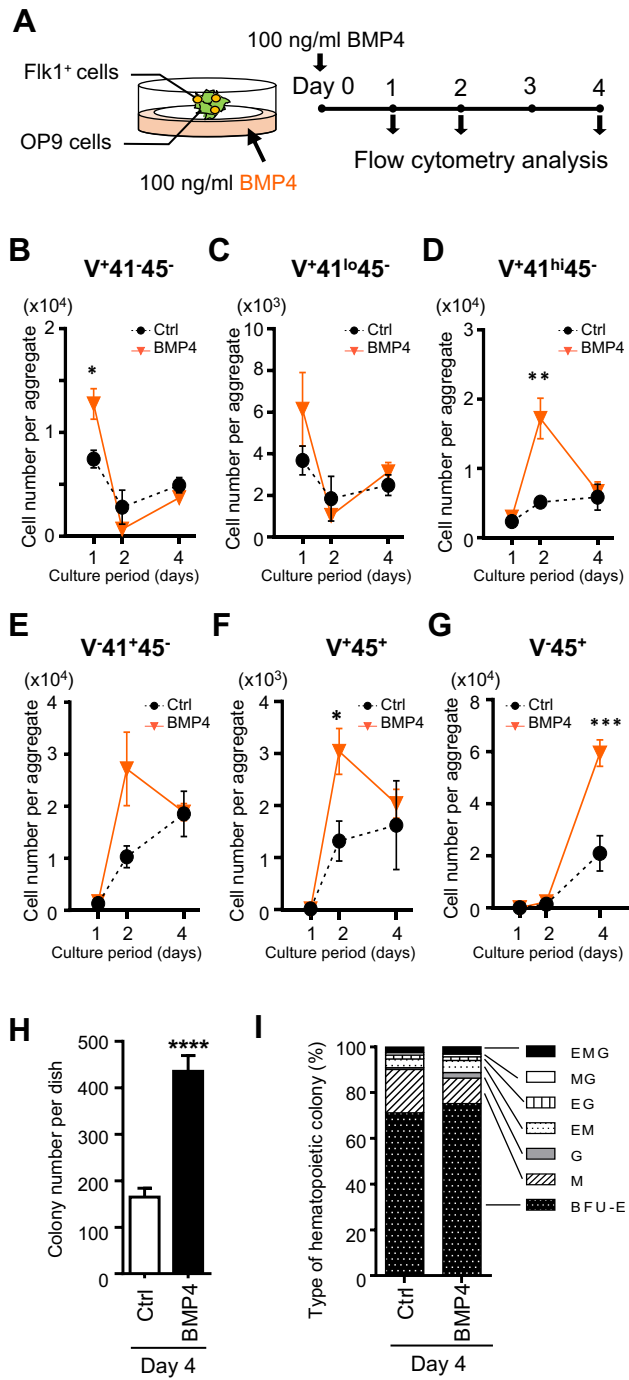 A
100 ng/ml BMP4
Flk1⁺ cells
Day 0 1 2 3 4
OP9 cells
Flow cytometry analysis
100 ng/ml BMP4
B V⁺41⁻45⁻
(x10⁴)
Ctrl
BMP4
*
Cell number per aggregate
2
1
0
1 2 4
Culture period (days)
C V⁺41ˡᵒ45⁻
(x10³)
Ctrl
BMP4
Cell number per aggregate
10
8
6
4
2
0
1 2 4
Culture period (days)
D V⁺41ʰⁱ45⁻
(x10⁴)
Ctrl
BMP4
**
Cell number per aggregate
3
2
1
0
1 2 4
Culture period (days)
E V⁻41⁺45⁻
(x10⁴)
Ctrl
BMP4
Cell number per aggregate
4
3
2
1
0
1 2 4
Culture period (days)
F V⁺45⁺
(x10³)
Ctrl
BMP4
*
Cell number per aggregate
4
3
2
1
0
1 2 4
Culture period (days)
G V⁻45⁺
(x10⁴)
Ctrl
BMP4
***
Cell number per aggregate
8
6
4
2
0
1 2 4
Culture period (days)
H
****
Colony number per dish
500
400
300
200
100
0
Ctrl
BMP4
Day 4
I
Type of hematopoietic colony (%)
100
80
60
40
20
0
Ctrl
BMP4
Day 4
EMG
MG
EG
EM
G
M
BFU-E